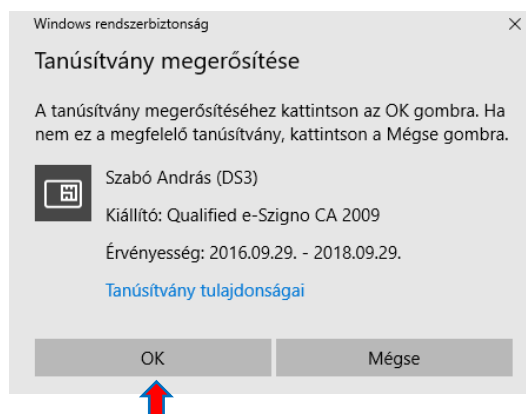 Windows rendszerbiztonság
Tanúsítvány megerősítése
A tanúsítvány megerősítéséhez kattintson az OK gombra. Ha
nem ez a megfelelő tanúsítvány, kattintson a Mégse gombra.
Szabó András (DS3)
Kiállító: Qualified e-Szigno CA 2009
Érvényesség: 2016.09.29. - 2018.09.29.
Tanúsítvány tulajdonságai
OK Mégse